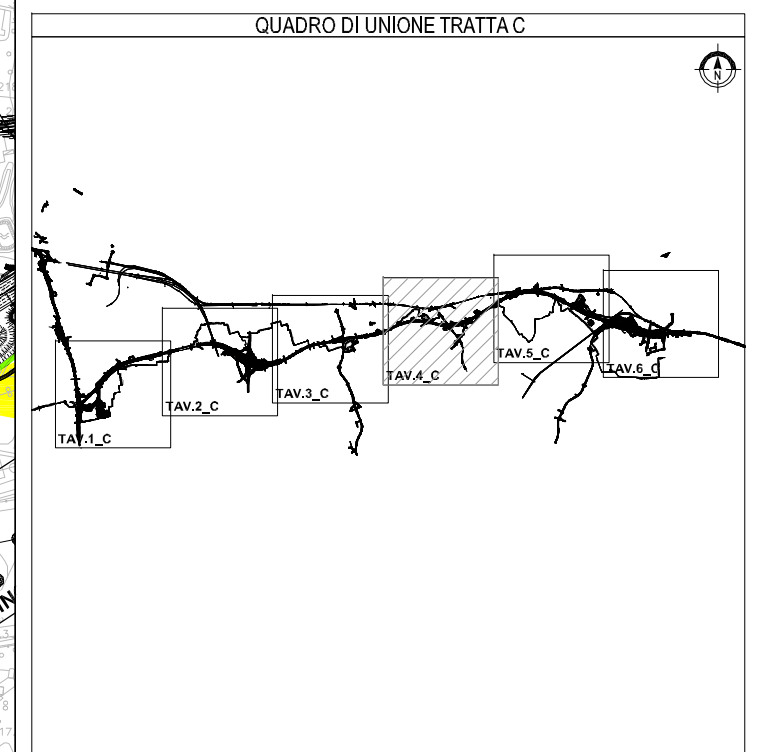 QUADRO DI UNIONE TRATTA C
N
TAV.1_C
TAV.2_C
TAV.3_C
TAV.4_C
TAV.5_C
TAV.6_C